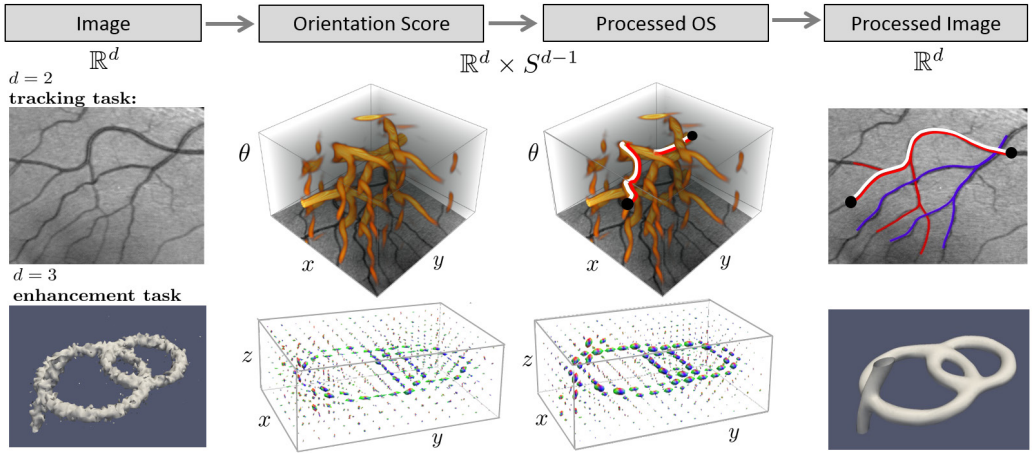 Image
Orientation Score
Processed OS
Processed Image
ℝ^d
ℝ^d × S^{d−1}
ℝ^d
d = 2
tracking task:
θ
x
y
θ
x
y
d = 3
enhancement task
z
x
y
z
x
y